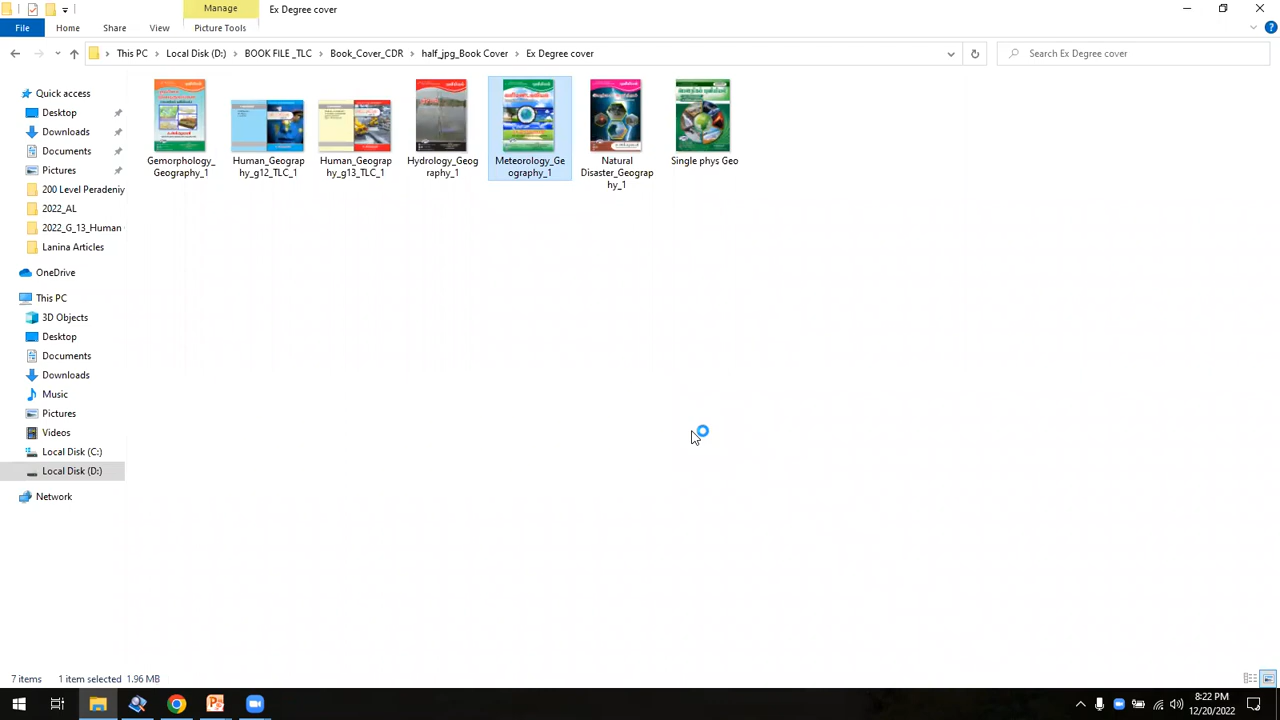 Manage
Ex Degree cover
File
Home
Share
View
Picture Tools
This PC
Local Disk (D:)
BOOK FILE _TLC
Book_Cover_CDR
half_jpg_Book Cover
Ex Degree cover
Search Ex Degree cover
Quick access
Desktop
Downloads
Documents
Pictures
200 Level Peradeniy
2022_AL
2022_G_13_Human
Lanina Articles
OneDrive
This PC
3D Objects
Desktop
Documents
Downloads
Music
Pictures
Videos
Local Disk (C:)
Local Disk (D:)
Network
Gemorphology_
Geography_1
Human_Geograp
hy_g12_TLC_1
Human_Geograp
hy_g13_TLC_1
Hydrology_Geog
raphy_1
Meteorology_Ge
ography_1
Natural
Disaster_Geograp
hy_1
Single phys Geo
7 items
1 item selected 1.96 MB
8:22 PM
12/20/2022